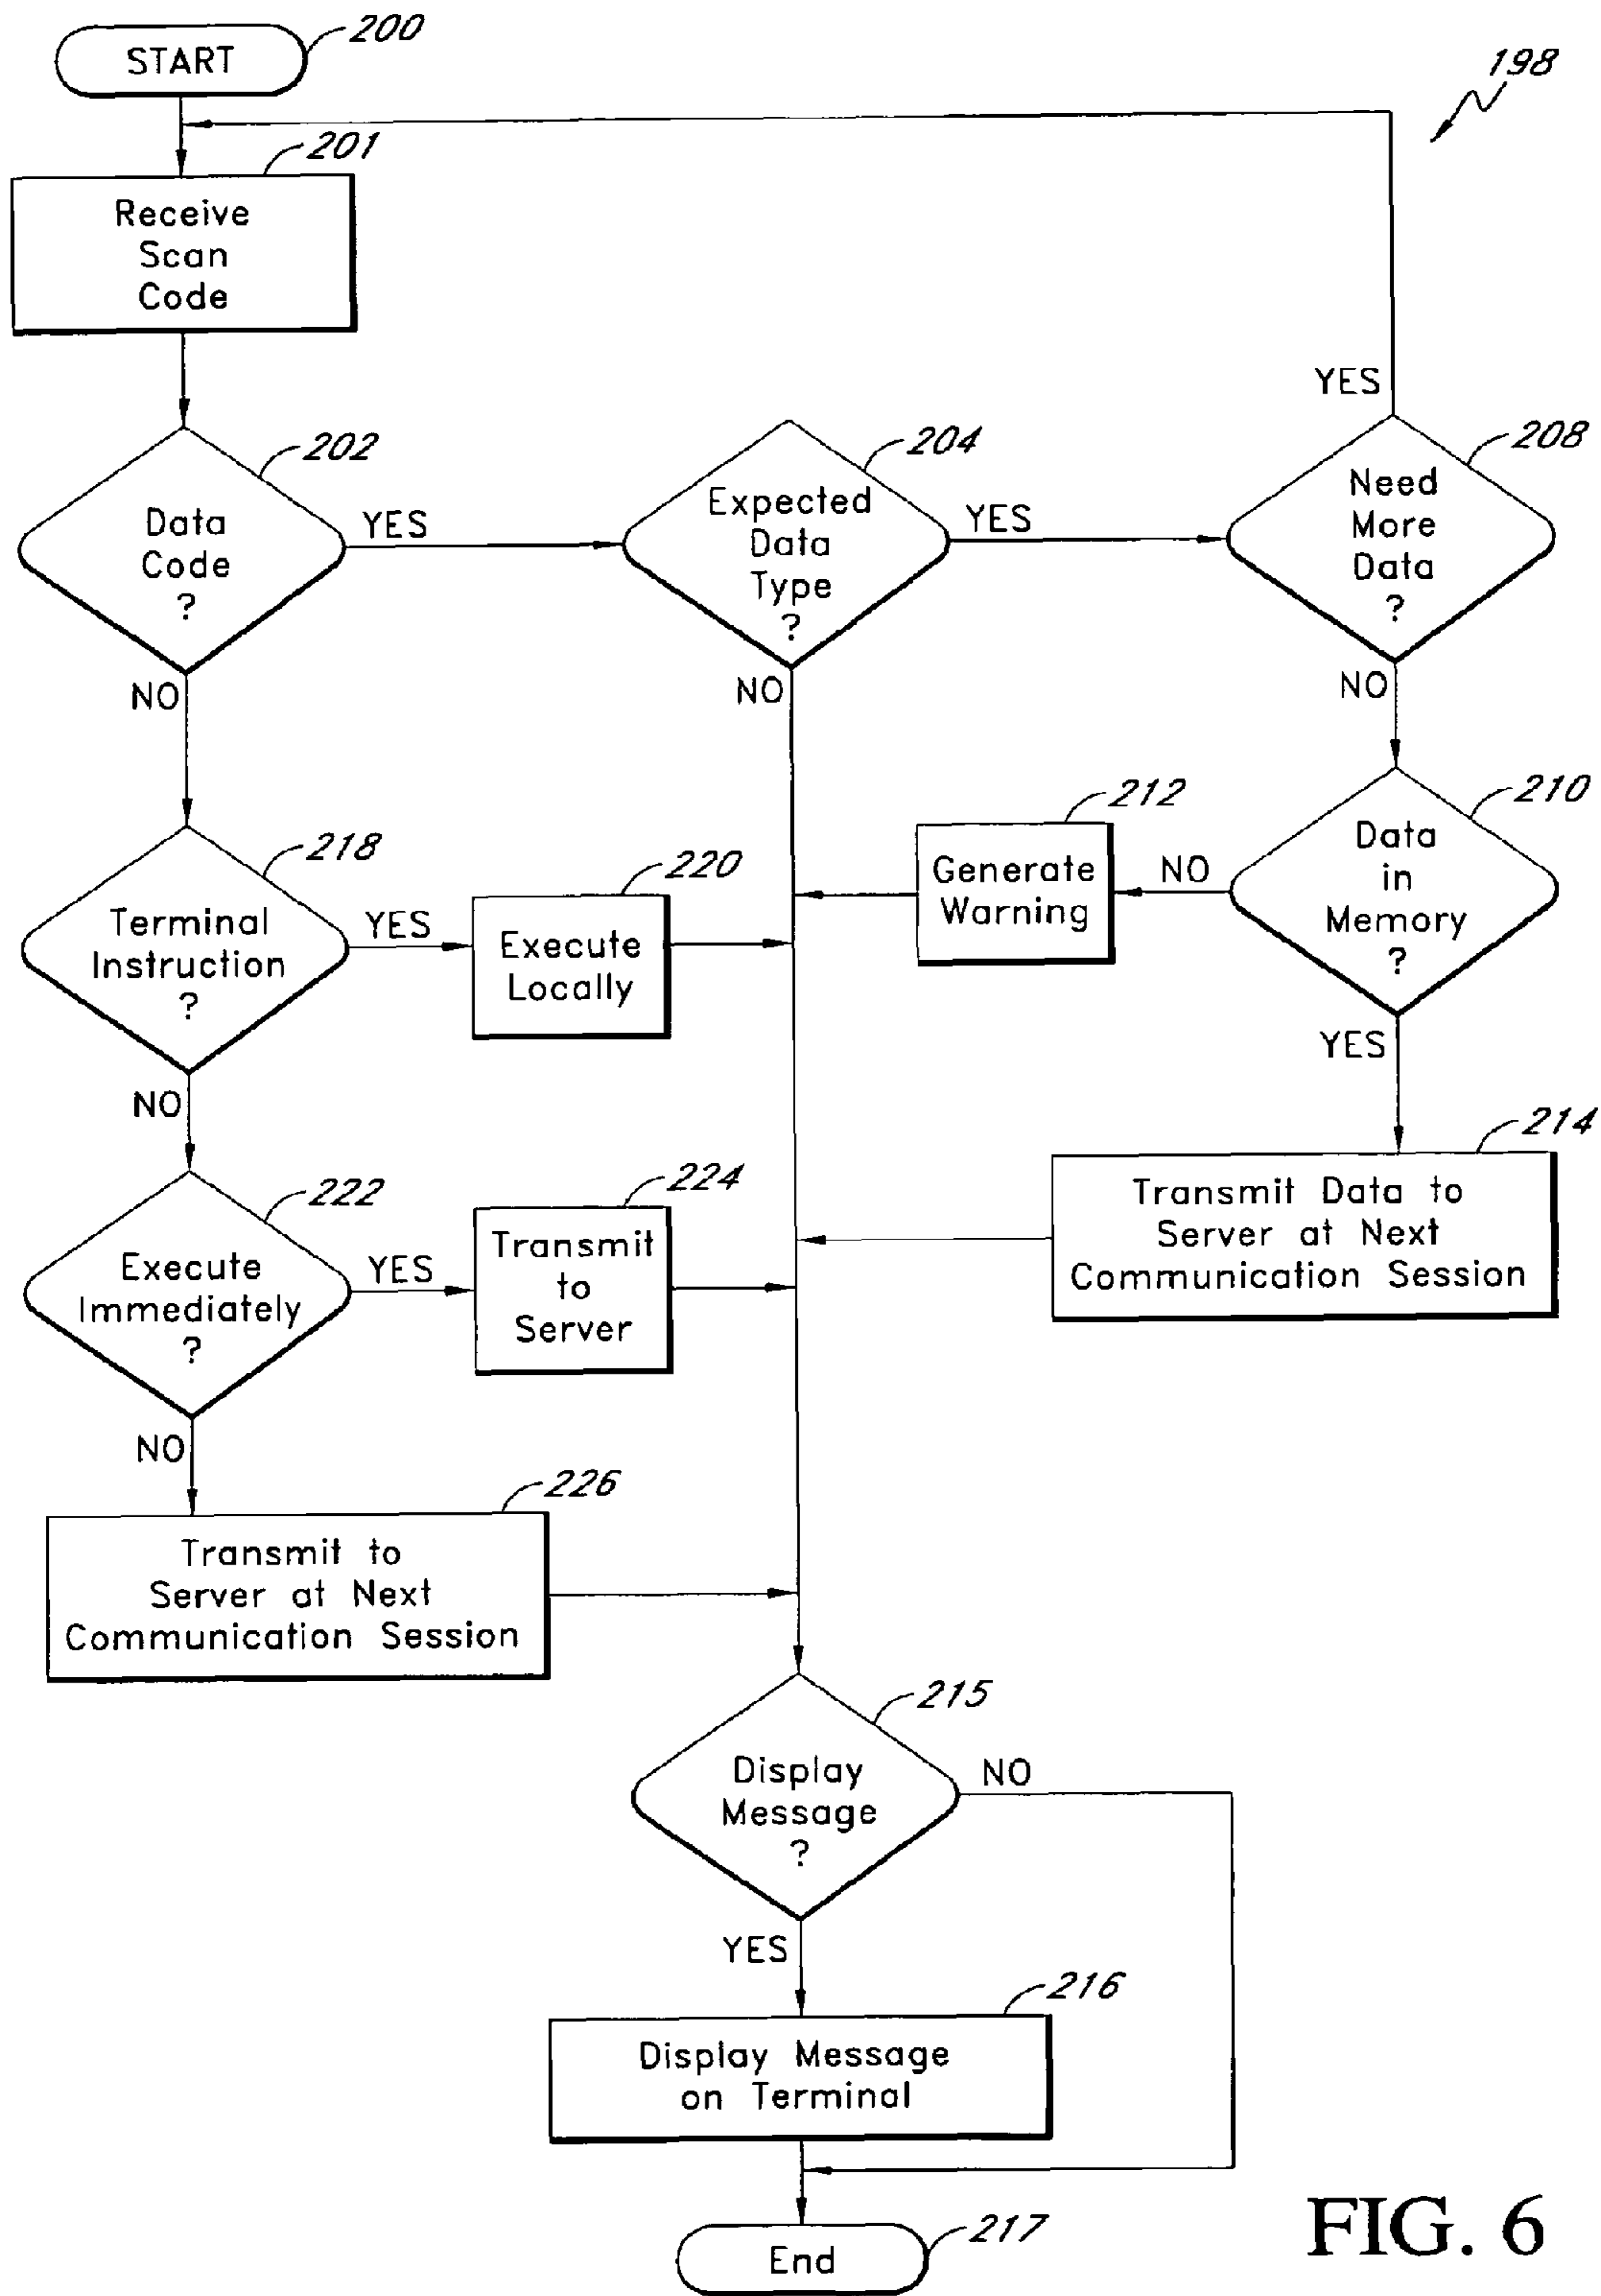 START
200
198
201
Receive
Scan
Code
YES
202
Data
Code
?
YES
204
Expected
Data
Type
?
YES
208
Need
More
Data
?
NO
NO
NO
218
Terminal
Instruction
?
YES
220
Execute
Locally
212
Generate
Warning
NO
210
Data
in
Memory
?
YES
NO
222
Execute
Immediately
?
YES
224
Transmit
to
Server
214
Transmit Data to
Server at Next
Communication Session
NO
226
Transmit to
Server at Next
Communication Session
215
Display
Message
?
NO
YES
216
Display Message
on Terminal
217
End
FIG. 6